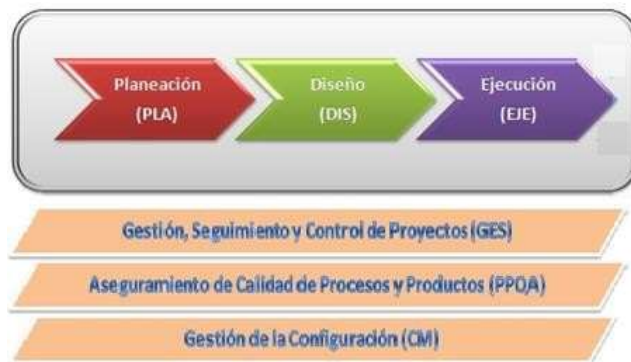 Planeación
(PLA)
Diseño
(DIS)
Ejecución
(EJE)
Gestión, Seguimiento y Control de Proyectos (GES)
Aseguramiento de Calidad de Procesos y Productos (PPQA)
Gestión de la Configuración (CM)